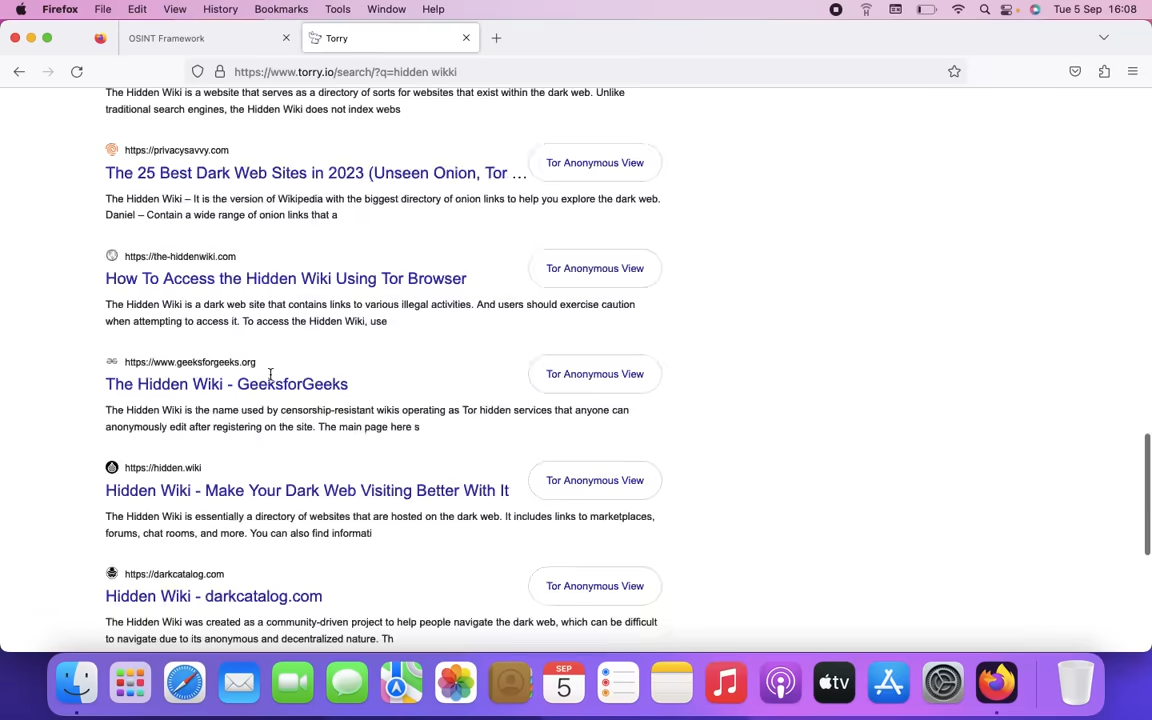 Firefox File Edit View History Bookmarks Tools Window Help Tue 5 Sep 16:08
OSINT Framework Torry
https://www.torry.io/search/?q=hidden wikki
The Hidden Wiki is a website that serves as a directory of sorts for websites that exist within the dark web. Unlike
traditional search engines, the Hidden Wiki does not index webs
https://privacysavvy.com
The 25 Best Dark Web Sites in 2023 (Unseen Onion, Tor ...
Tor Anonymous View
The Hidden Wiki – It is the version of Wikipedia with the biggest directory of onion links to help you explore the dark web.
Daniel – Contain a wide range of onion links that a
https://the-hiddenwiki.com
How To Access the Hidden Wiki Using Tor Browser
Tor Anonymous View
The Hidden Wiki is a dark web site that contains links to various illegal activities. And users should exercise caution
when attempting to access it. To access the Hidden Wiki, use
https://www.geeksforgeeks.org
The Hidden Wiki - GeeksforGeeks
Tor Anonymous View
The Hidden Wiki is the name used by censorship-resistant wikis operating as Tor hidden services that anyone can
anonymously edit after registering on the site. The main page here s
https://hidden.wiki
Hidden Wiki - Make Your Dark Web Visiting Better With It
Tor Anonymous View
The Hidden Wiki is essentially a directory of websites that are hosted on the dark web. It includes links to marketplaces,
forums, chat rooms, and more. You can also find informati
https://darkcatalog.com
Hidden Wiki - darkcatalog.com
Tor Anonymous View
The Hidden Wiki was created as a community-driven project to help people navigate the dark web, which can be difficult
to navigate due to its anonymous and decentralized nature. Th
SEP
5
tv